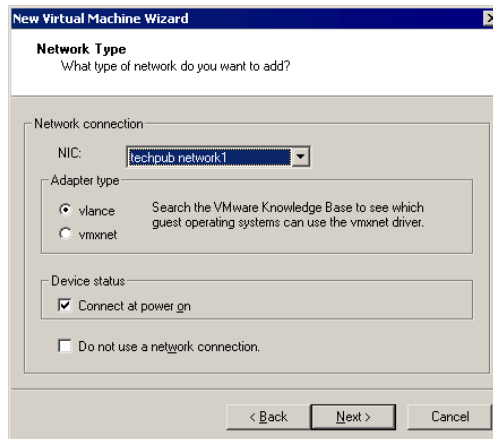 New Virtual Machine Wizard
Network Type
What type of network do you want to add?
Network connection
NIC:
techpub network1
Adapter type
vlance
Search the VMware Knowledge Base to see which
guest operating systems can use the vmxnet driver.
vmxnet
Device status
Connect at power on
Do not use a network connection.
< Back
Next >
Cancel